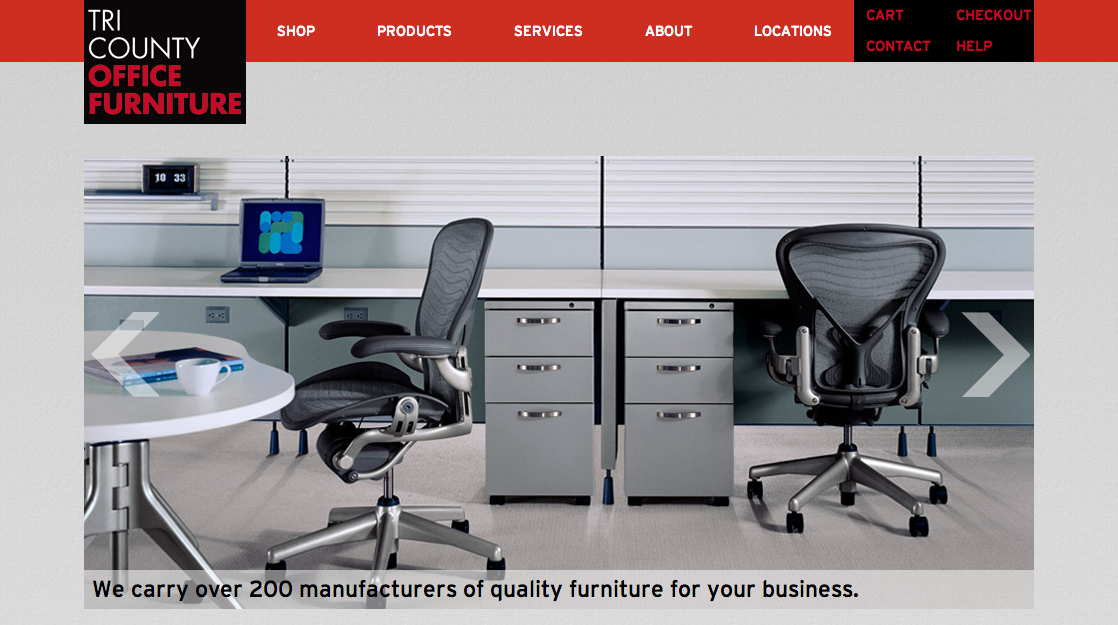 TRI
COUNTY
OFFICE
FURNITURE
SHOP
PRODUCTS
SERVICES
ABOUT
LOCATIONS
CART
CHECKOUT
CONTACT
HELP
10 33
We carry over 200 manufacturers of quality furniture for your business.